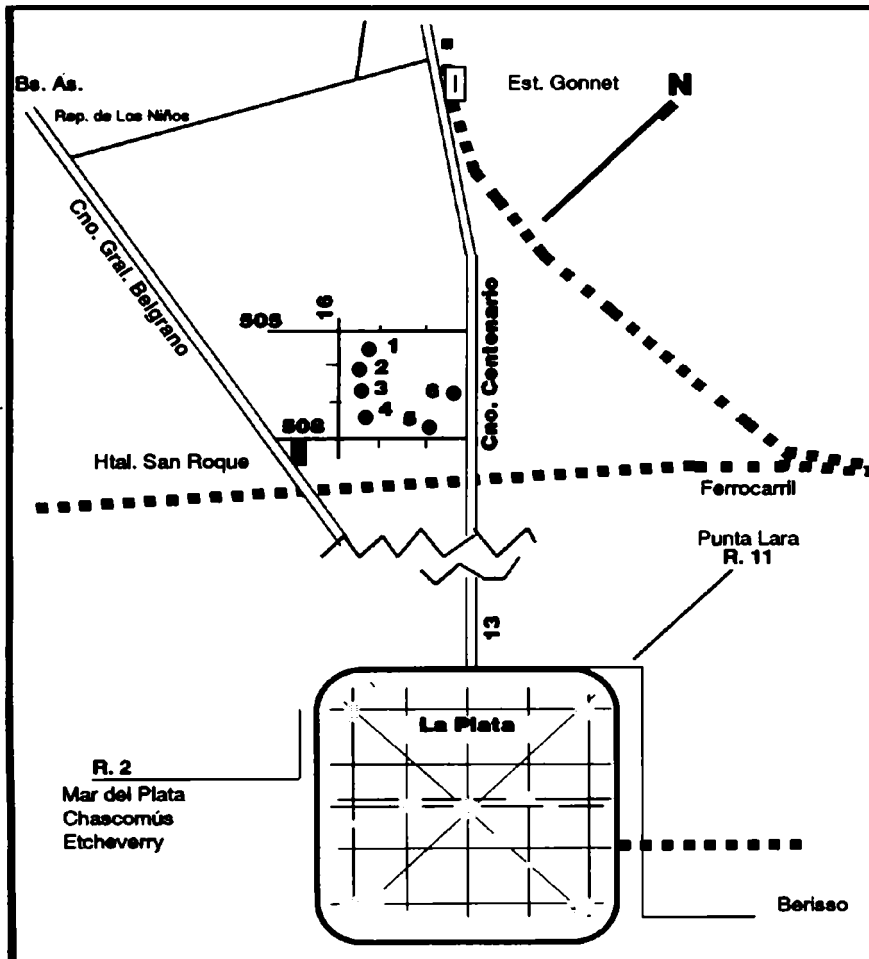 Bs. As.
Rep. de Los Niños
Est. Gonnet
N
Cno. Gral. Belgrano
16
505
Cno. Centenario
1
2
3
6
4
5
508
Htal. San Roque
Ferrocarril
Punta Lara
R. 11
13
La Plata
R. 2
Mar del Plata
Chascomús
Etcheverry
Berisso